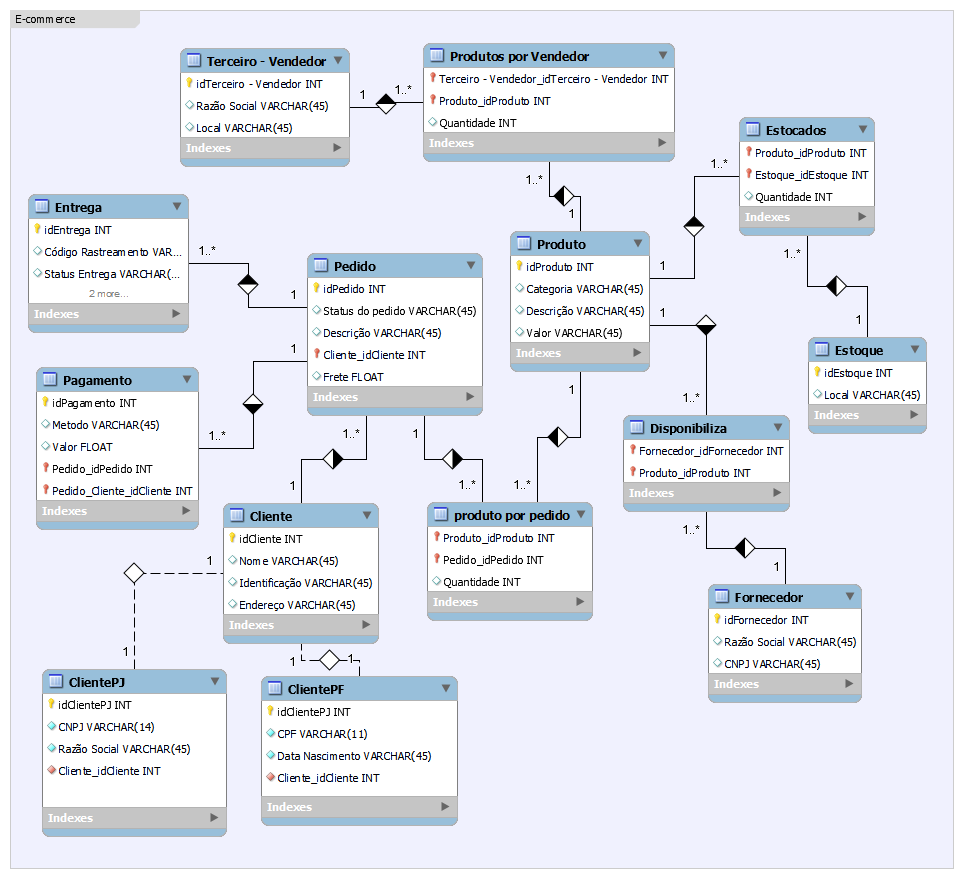 E-commerce
Terceiro - Vendedor
idTerceiro - Vendedor INT
Razão Social VARCHAR(45)
Local VARCHAR(45)
Indexes
1
1..*
Produtos por Vendedor
Terceiro - Vendedor_idTerceiro - Vendedor INT
Produto_idProduto INT
Quantidade INT
Indexes
1..*
1
Estocados
Produto_idProduto INT
Estoque_idEstoque INT
Quantidade INT
Indexes
1..*
1
1..*
1
Entrega
idEntrega INT
Código Rastreamento VAR...
Status Entrega VARCHAR(...
2 more...
Indexes
1..*
1
Pedido
idPedido INT
Status do pedido VARCHAR(45)
Descrição VARCHAR(45)
Cliente_idCliente INT
Frete FLOAT
Indexes
Produto
idProduto INT
Categoria VARCHAR(45)
Descrição VARCHAR(45)
Valor VARCHAR(45)
Indexes
1
1..*
Estoque
idEstoque INT
Local VARCHAR(45)
Indexes
Pagamento
idPagamento INT
Metodo VARCHAR(45)
Valor FLOAT
Pedido_idPedido INT
Pedido_Cliente_idCliente INT
Indexes
1
1..*
1..*
1
1
1..*
1
1..*
Disponibiliza
Fornecedor_idFornecedor INT
Produto_idProduto INT
Indexes
1..*
1
Cliente
idCliente INT
Nome VARCHAR(45)
Identificação VARCHAR(45)
Endereço VARCHAR(45)
Indexes
produto por pedido
Produto_idProduto INT
Pedido_idPedido INT
Quantidade INT
Indexes
Fornecedor
idFornecedor INT
Razão Social VARCHAR(45)
CNPJ VARCHAR(45)
Indexes
1
1
1
1
ClientePJ
idClientePJ INT
CNPJ VARCHAR(14)
Razão Social VARCHAR(45)
Cliente_idCliente INT
Indexes
ClientePF
idClientePJ INT
CPF VARCHAR(11)
Data Nascimento VARCHAR(45)
Cliente_idCliente INT
Indexes